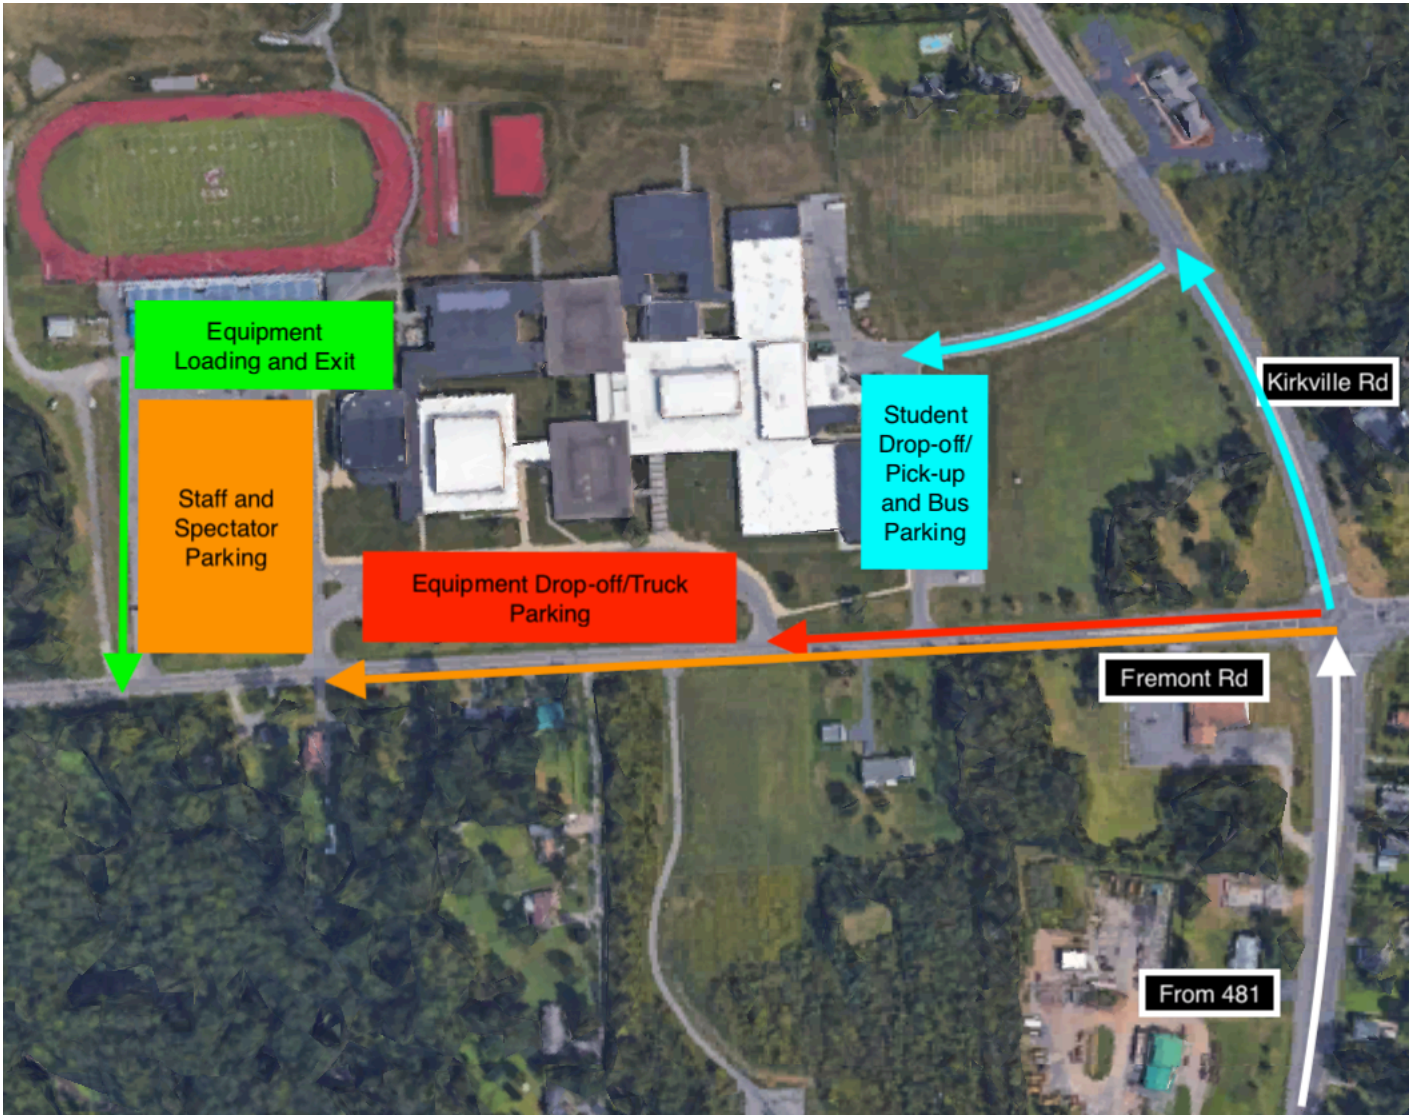 Equipment
Loading and Exit
Kirkville Rd
Staff and
Spectator
Parking
Student
Drop-off/
Pick-up
and Bus
Parking
Equipment Drop-off/Truck
Parking
Fremont Rd
From 481